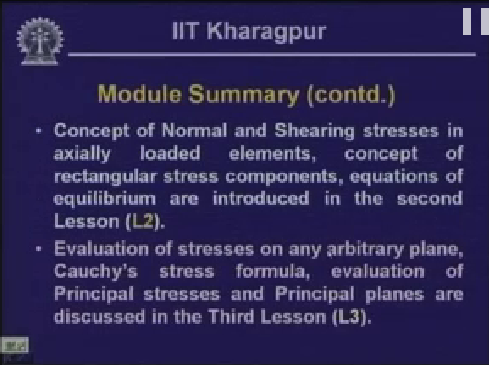 IIT Kharagpur
Module Summary (contd.)
• Concept of Normal and Shearing stresses in
axially loaded elements, concept of
rectangular stress components, equations of
equilibrium are introduced in the second
Lesson (L2).
• Evaluation of stresses on any arbitrary plane,
Cauchy's stress formula, evaluation of
Principal stresses and Principal planes are
discussed in the Third Lesson (L3).